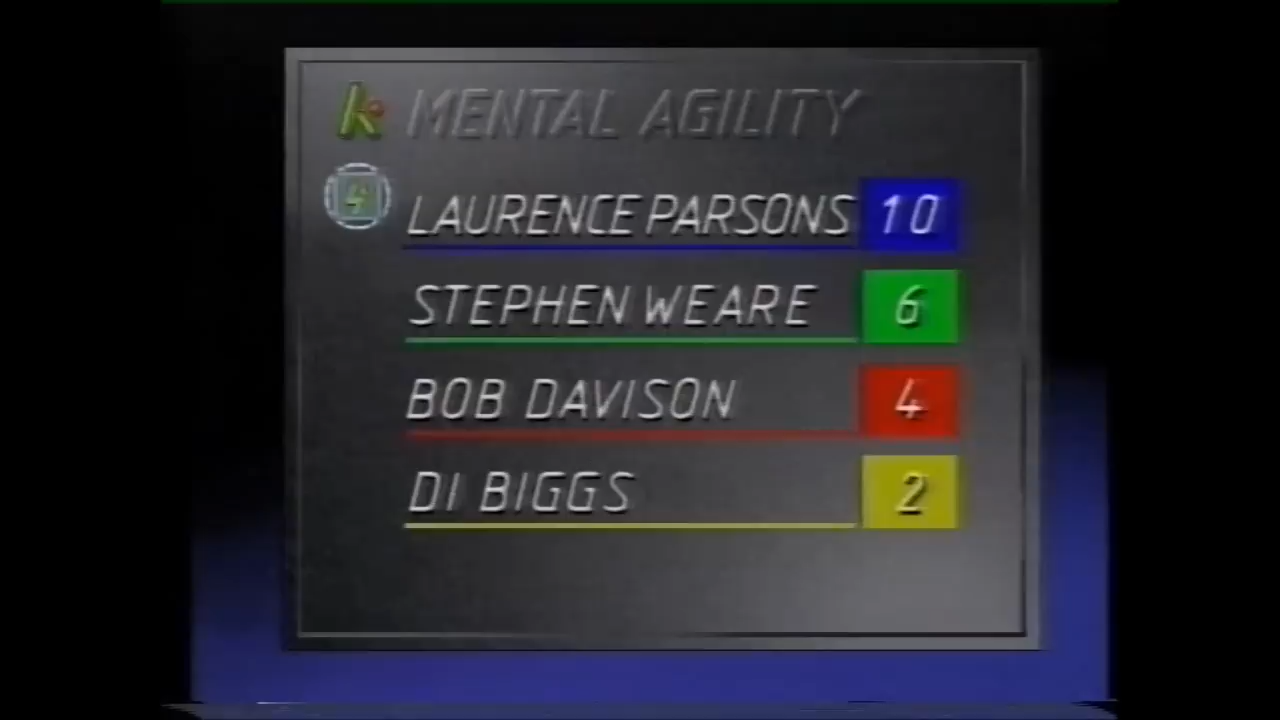 k MENTAL AGILITY
LAURENCE PARSONS 10
STEPHEN WEARE 6
BOB DAVISON 4
DI BIGGS 2